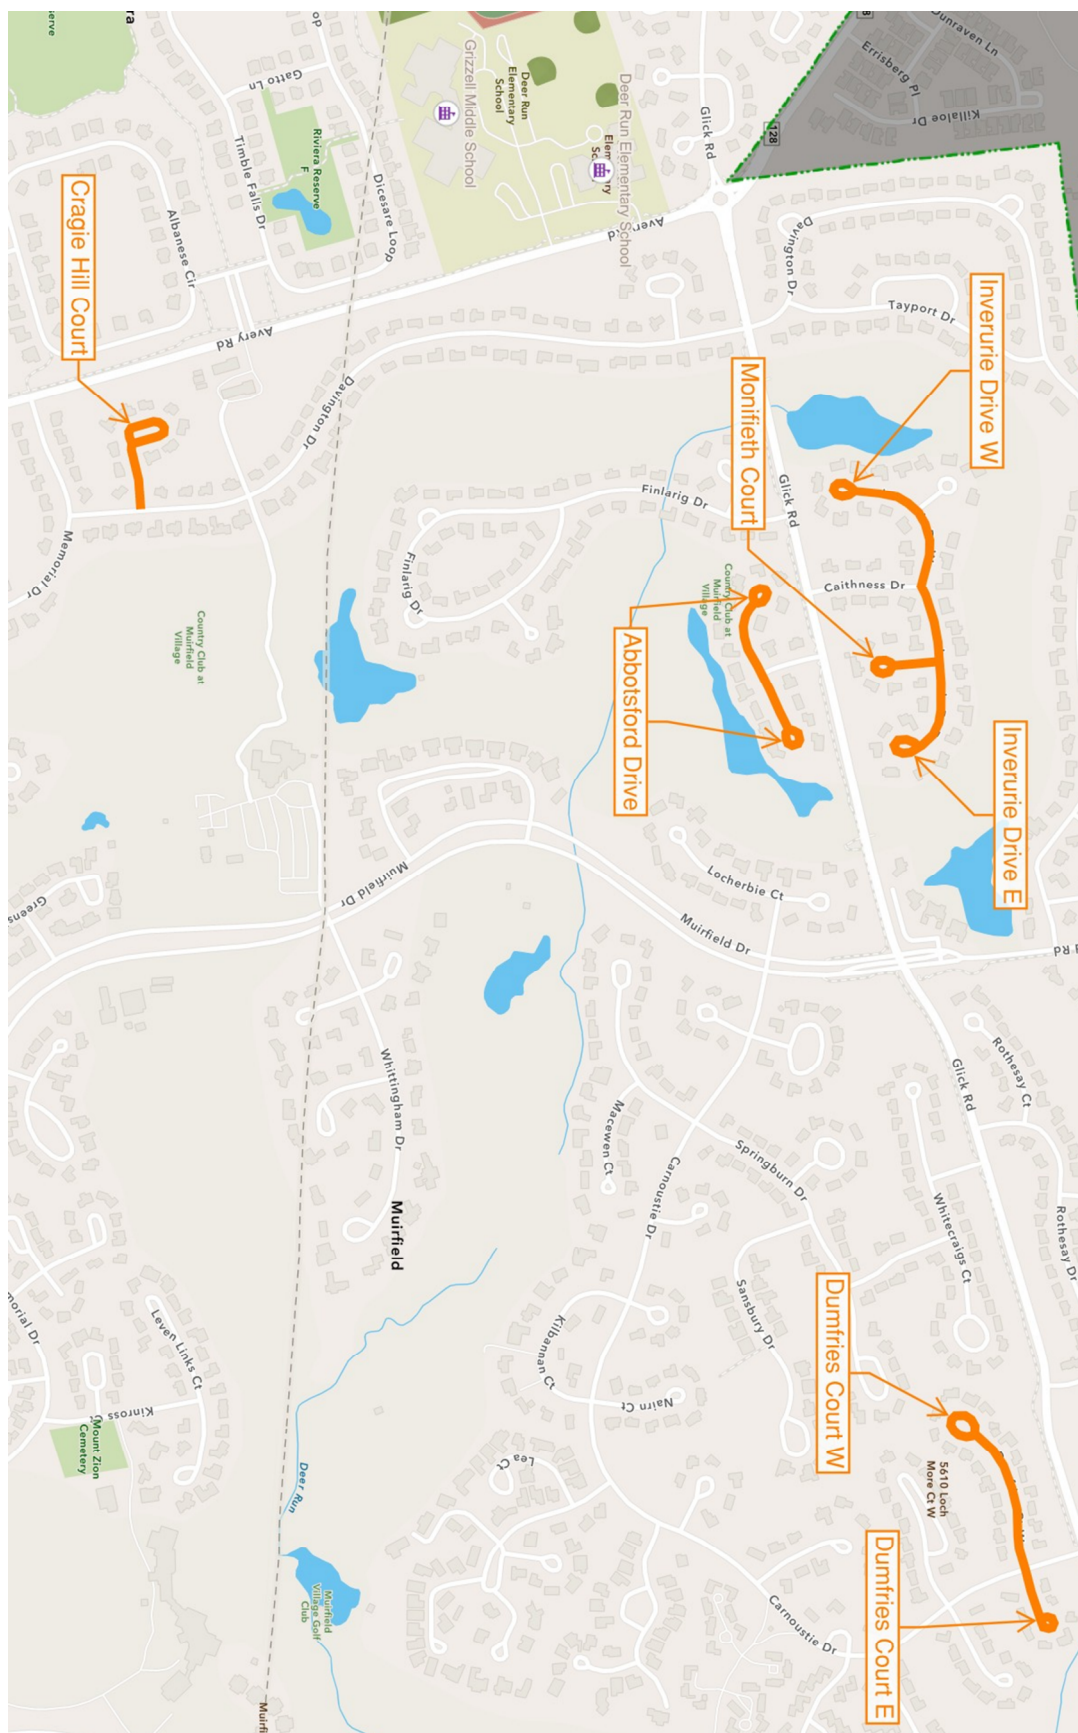 Dunraven Ln
Errisberg Pl
Killaloe Dr
128
Glick Rd
Gatto Ln
Grizzell Middle School
Deer Run
Elementary
School
Deer Run Elementary School
Riviera Reserve
F
Timble Falls Dr
Dicesare Loop
Albanese Cir
Avery Rd
Avery Rd
Davington Dr
Tayport Dr
Cragie Hill Court
Inverurie Drive W
Monifieth Court
Davington Dr
Glick Rd
Finlarig Dr
Finlarig Dr
Caithness Dr
Memorial Dr
Country Club at
Muirfield
Village
Country Club at
Muirfield
Village
Abbotsford Drive
Inverurie Drive E
Locherbie Ct
Muirfield Dr
Muirfield Dr
Greens
Rd
Glick Rd
Rothesay Ct
Rothesay Dr
Whittingham Dr
Macewen Ct
Springburn Dr
Carnoustie Dr
Whitecraigs Ct
Muirfield
Sansbury Dr
Dumfries Court W
Kilbannan Ct
Nairn Ct
Leven Links Ct
morial Dr
Kinross
Mount Zion
Cemetery
Lea Ct
Deer Run
5610 Loch
More Ct W
Dumfries Court E
Carnoustie Dr
Muirfield
Village Golf
Club
Muirfi